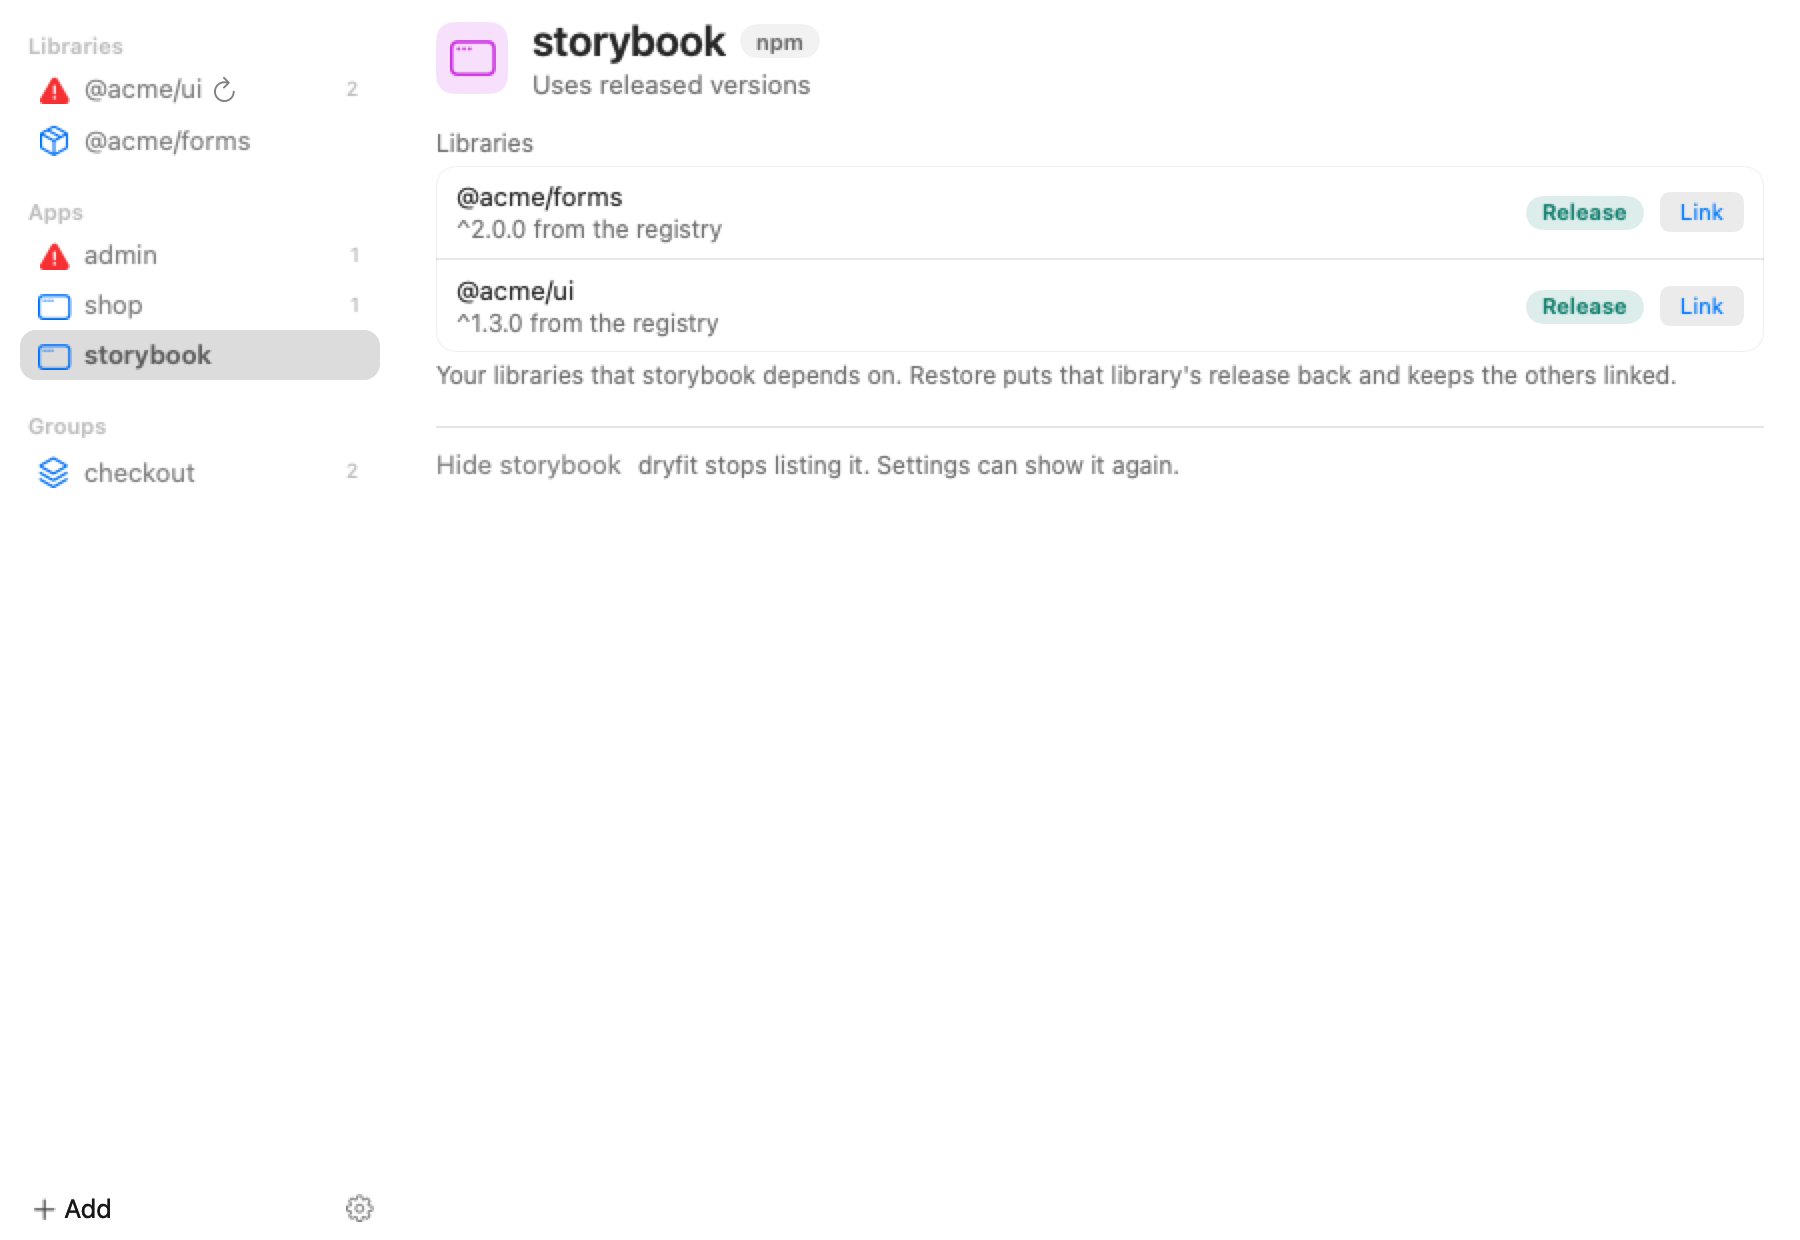 Libraries
@acme/ui 2
@acme/forms
Apps
admin 1
shop 1
storybook
Groups
checkout 2
+ Add
storybook npm
Uses released versions
Libraries
@acme/forms
^2.0.0 from the registry
Release Link
@acme/ui
^1.3.0 from the registry
Release Link
Your libraries that storybook depends on. Restore puts that library's release back and keeps the others linked.
Hide storybook dryfit stops listing it. Settings can show it again.